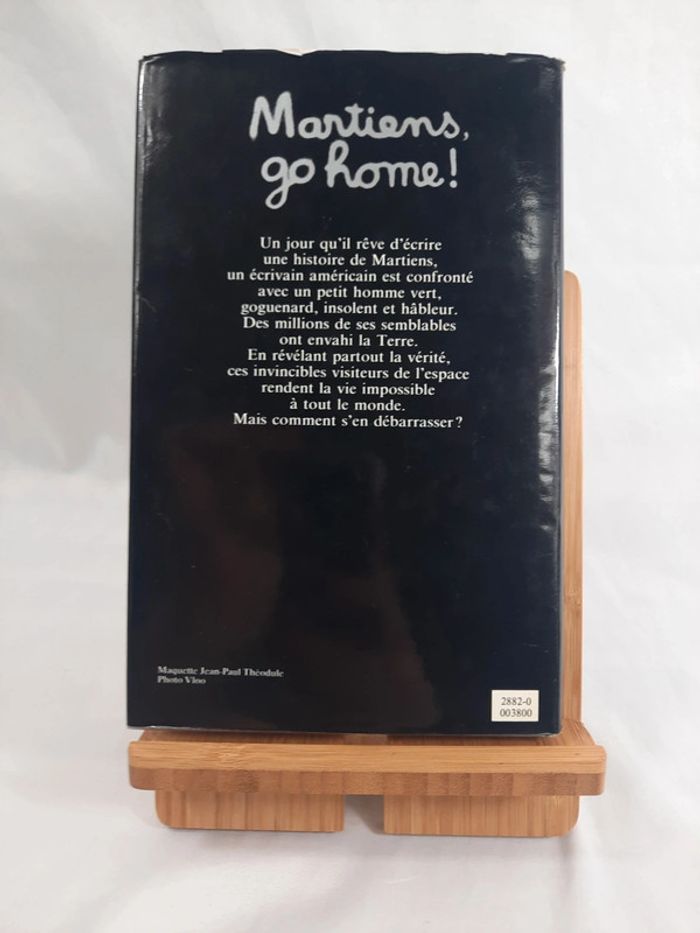 Martiens,
go home!
Un jour qu'il rêve d'écrire
une histoire de Martiens,
un écrivain américain est confronté
avec un petit homme vert,
goguenard, insolent et hâbleur.
Des millions de ses semblables
ont envahi la Terre.
En révélant partout la vérité,
ces invincibles visiteurs de l'espace
rendent la vie impossible
à tout le monde.
Mais comment s'en débarrasser?
Maquette Jean-Paul Théodule
Photo Vloo
2882-0
003800